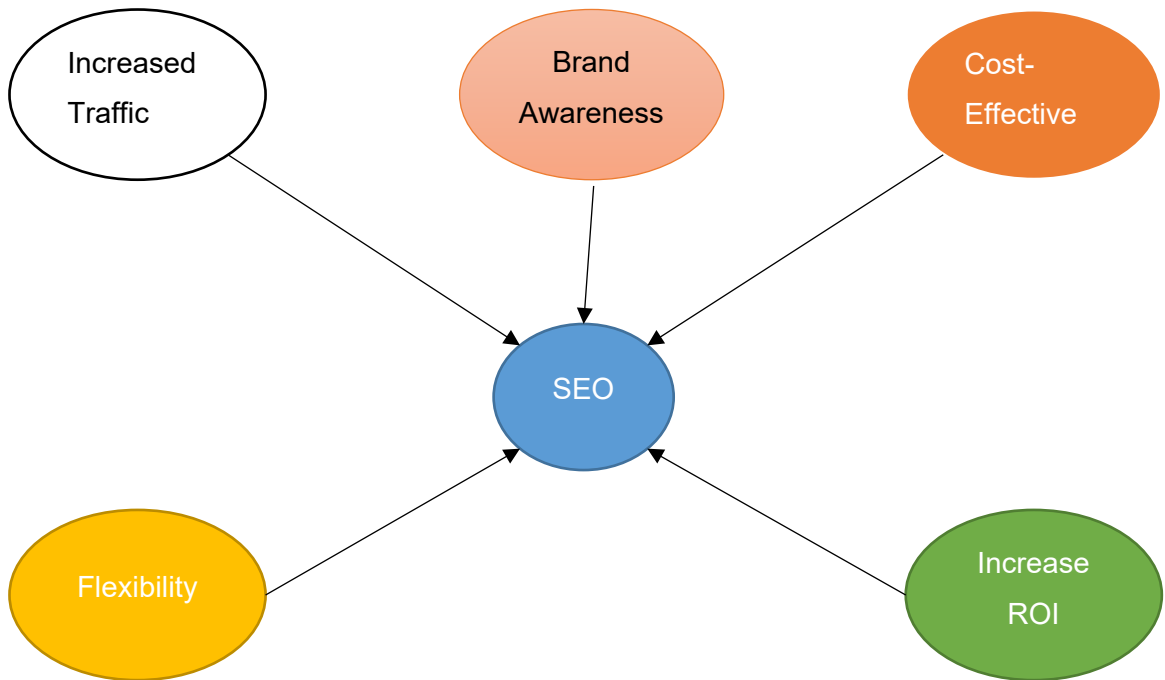 Increased
Traffic
Brand
Awareness
Cost-
Effective
SEO
Flexibility
Increase
ROI